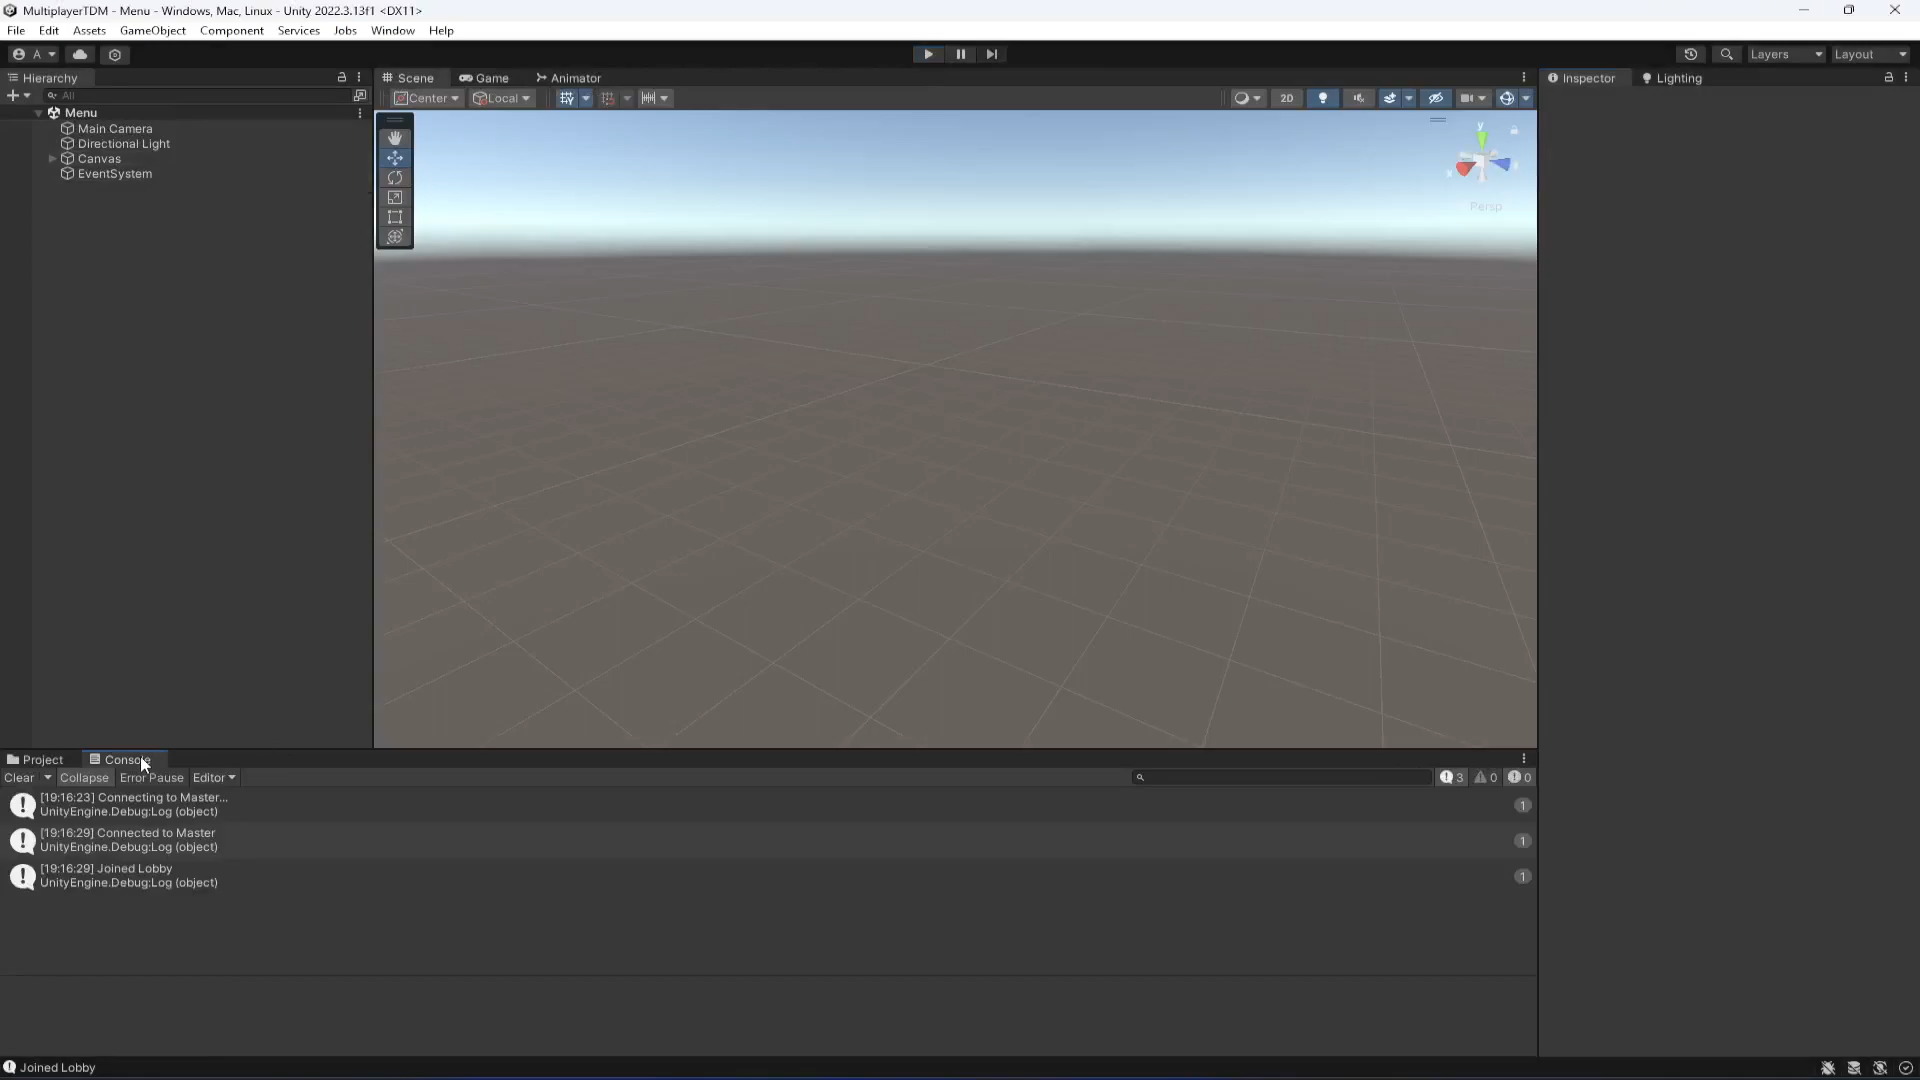 MultiplayerTDM - Menu - Windows, Mac, Linux - Unity 2022.3.13f1 <DX11>
File Edit Assets GameObject Component Services Jobs Window Help
A
Layers Layout
Hierarchy
Scene Game Animator
Inspector Lighting
All
Center Local
2D
Menu
Main Camera
Directional Light
Canvas
EventSystem
y
x
Persp
Project Console
Clear Collapse Error Pause Editor
3 0 0
[19:16:23] Connecting to Master...
UnityEngine.Debug:Log (object)
1
[19:16:29] Connected to Master
UnityEngine.Debug:Log (object)
1
[19:16:29] Joined Lobby
UnityEngine.Debug:Log (object)
1
Joined Lobby